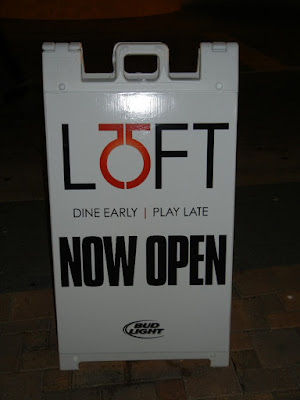 LOFT
DINE EARLY | PLAY LATE
NOW OPEN
BUD
LIGHT